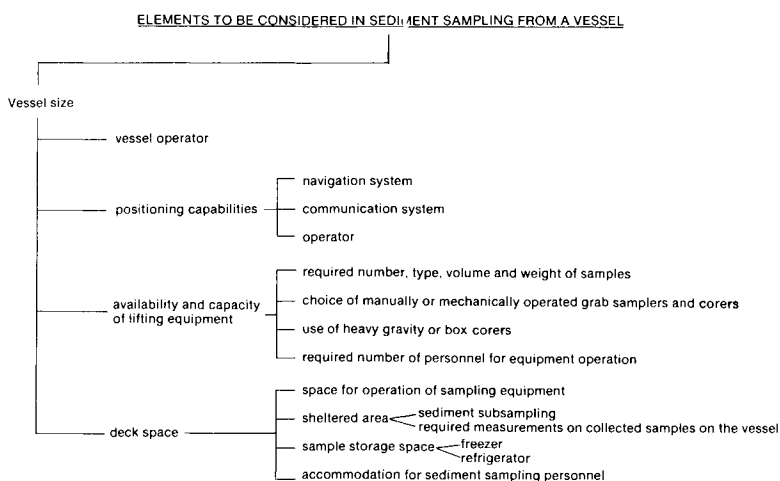 ELEMENTS TO BE CONSIDERED IN SEDIMENT SAMPLING FROM A VESSEL
Vessel size
vessel operator
positioning capabilities
navigation system
communication system
operator
availability and capacity
of lifting equipment
required number, type, volume and weight of samples
choice of manually or mechanically operated grab samplers and corers
use of heavy gravity or box corers
required number of personnel for equipment operation
deck space
space for operation of sampling equipment
sheltered area
sediment subsampling
required measurements on collected samples on the vessel
sample storage space
freezer
refrigerator
accommodation for sediment sampling personnel